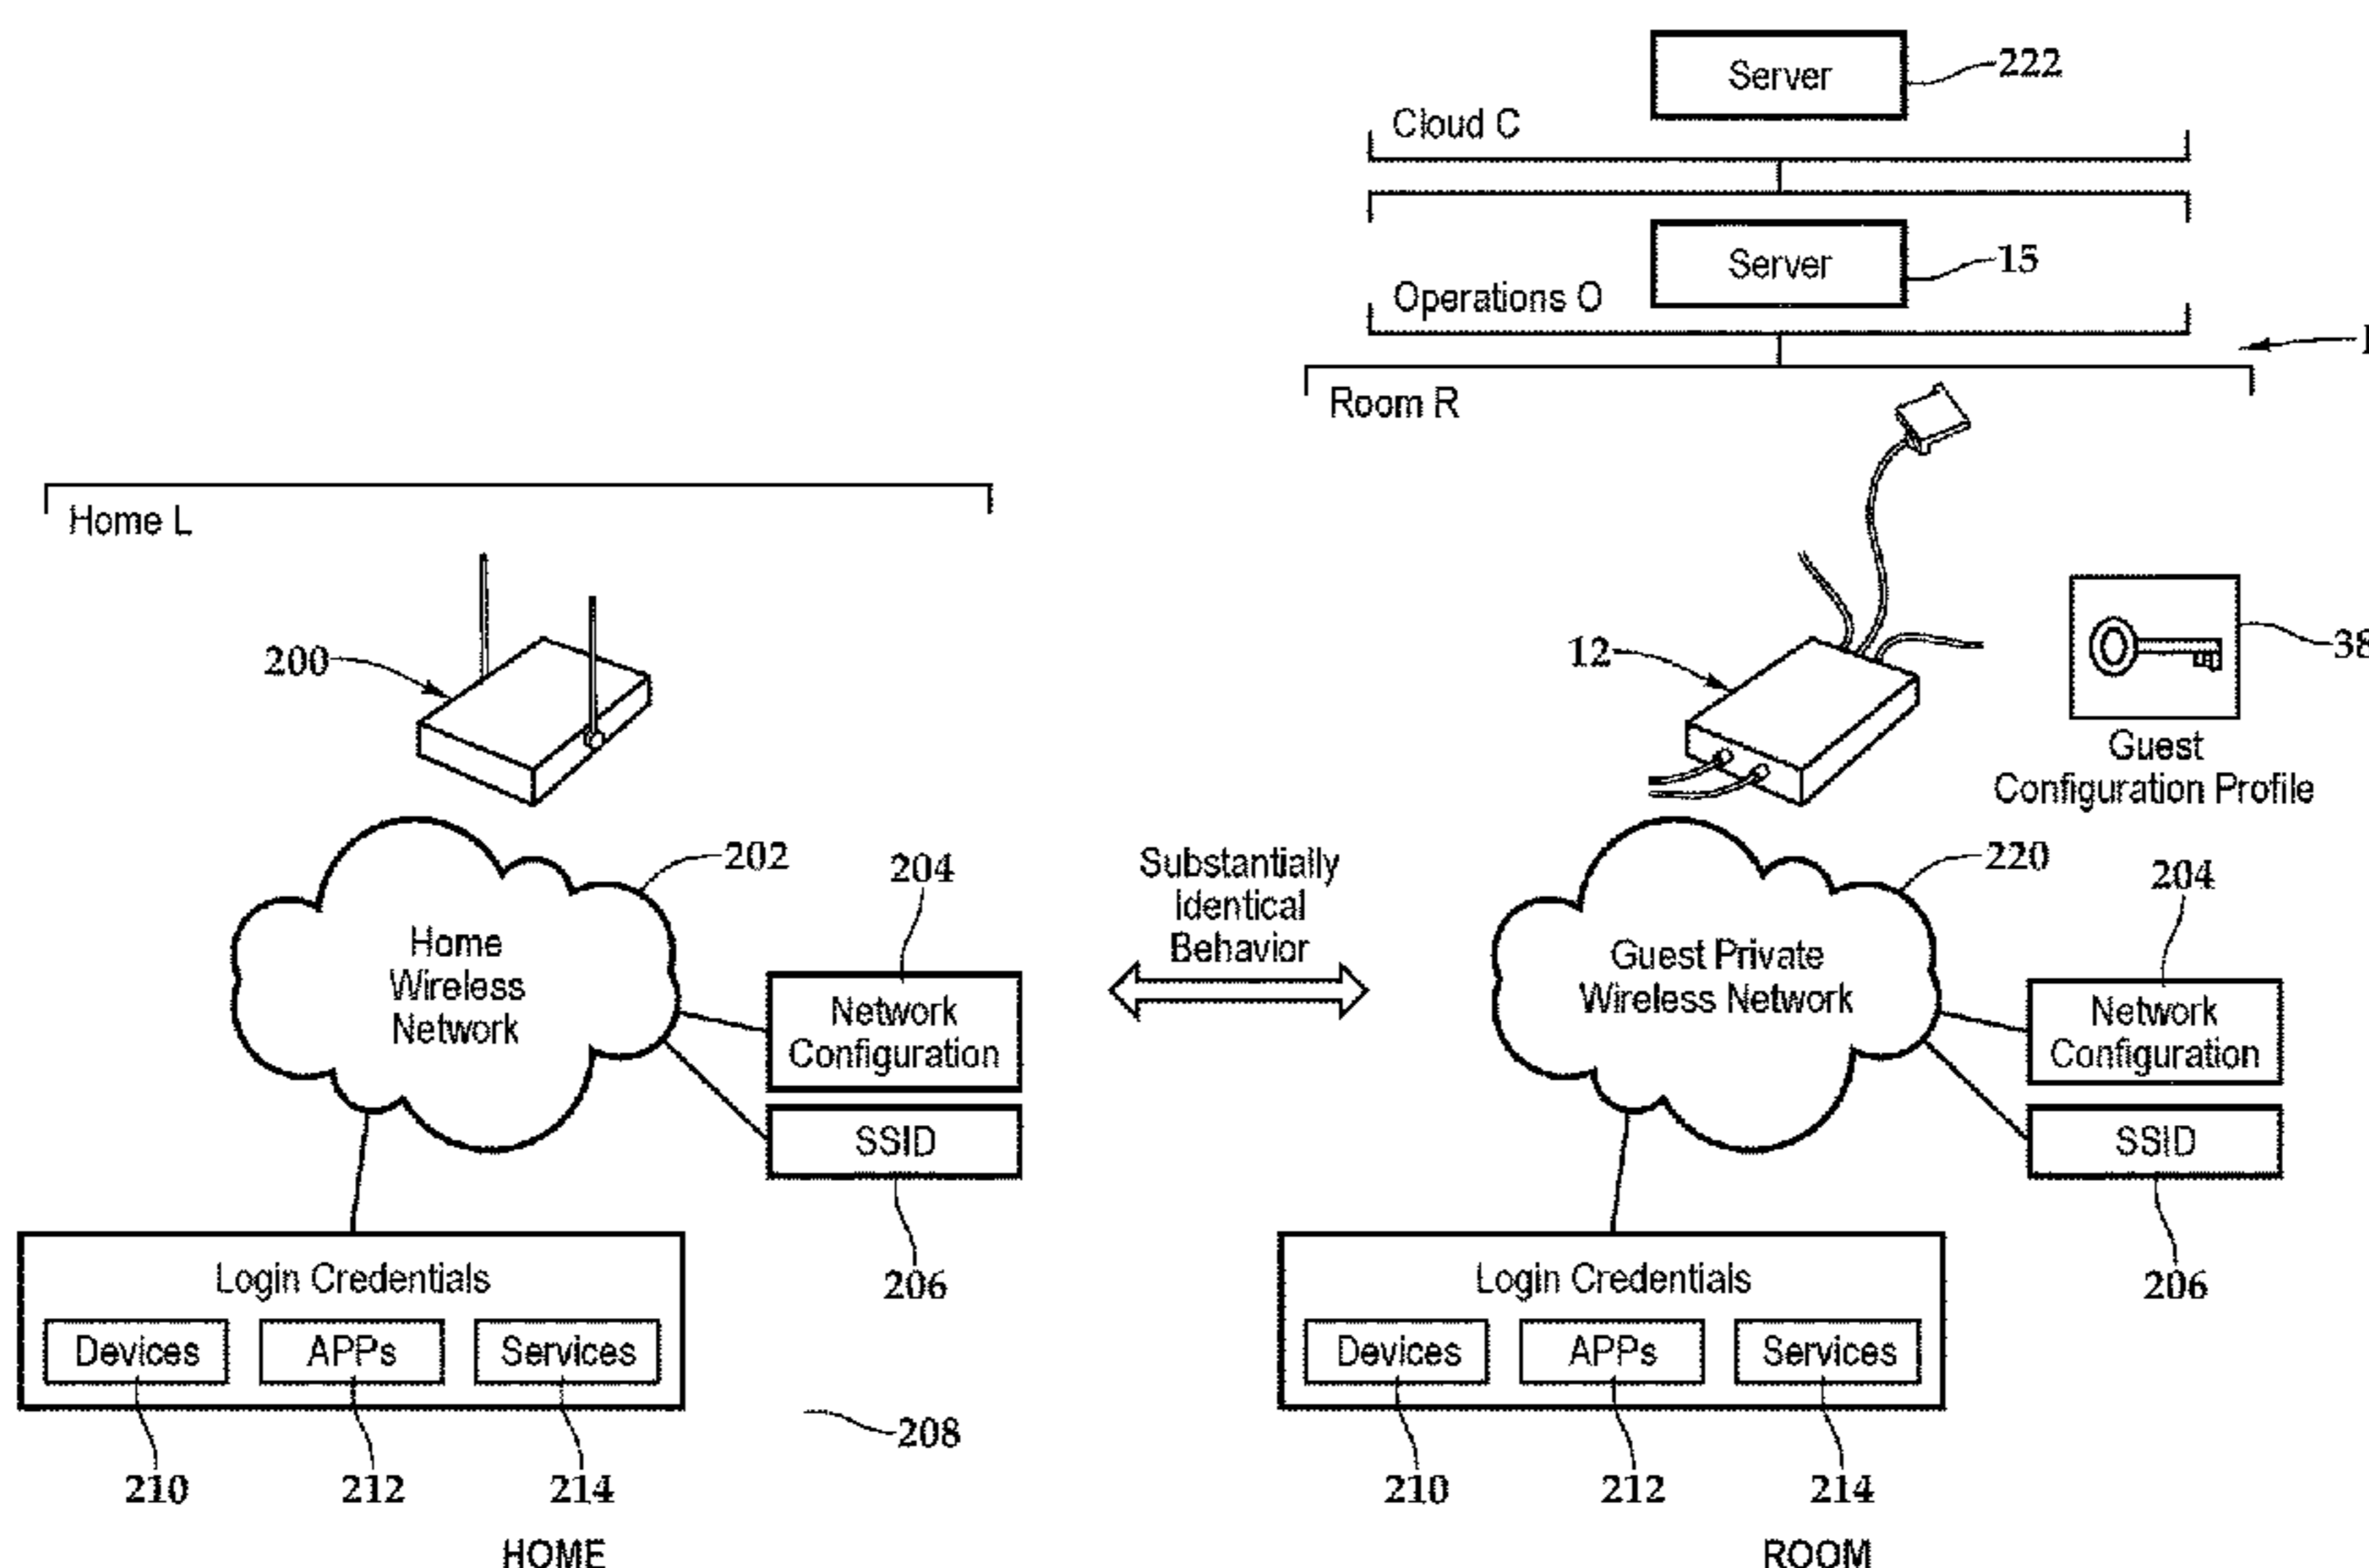 Server
222
Cloud C
Server
15
Operations O
Room R
Home L
200
12
38
Guest
Configuration Profile
202
Home
Wireless
Network
204
Network
Configuration
SSID
206
Substantially
Identical
Behavior
220
Guest Private
Wireless Network
204
Network
Configuration
SSID
206
Login Credentials
Devices
APPs
Services
208
210
212
214
HOME
Login Credentials
Devices
APPs
Services
210
212
214
ROOM